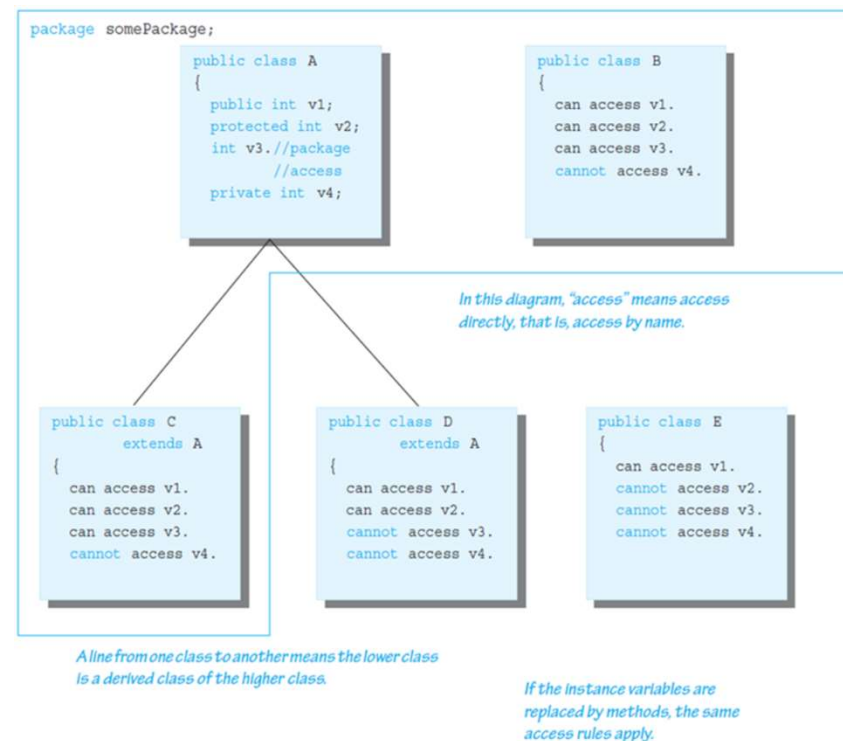 package somePackage;
public class A
{
public int v1;
protected int v2;
int v3.//package
//access
private int v4;
public class B
{
can access v1.
can access v2.
can access v3.
cannot access v4.
In this diagram, “access” means access
directly, that is, access by name.
public class C
extends A
{
can access v1.
can access v2.
can access v3.
cannot access v4.
public class D
extends A
{
can access v1.
can access v2.
cannot access v3.
cannot access v4.
public class E
{
can access v1.
cannot access v2.
cannot access v3.
cannot access v4.
A line from one class to another means the lower class
is a derived class of the higher class.
If the instance variables are
replaced by methods, the same
access rules apply.